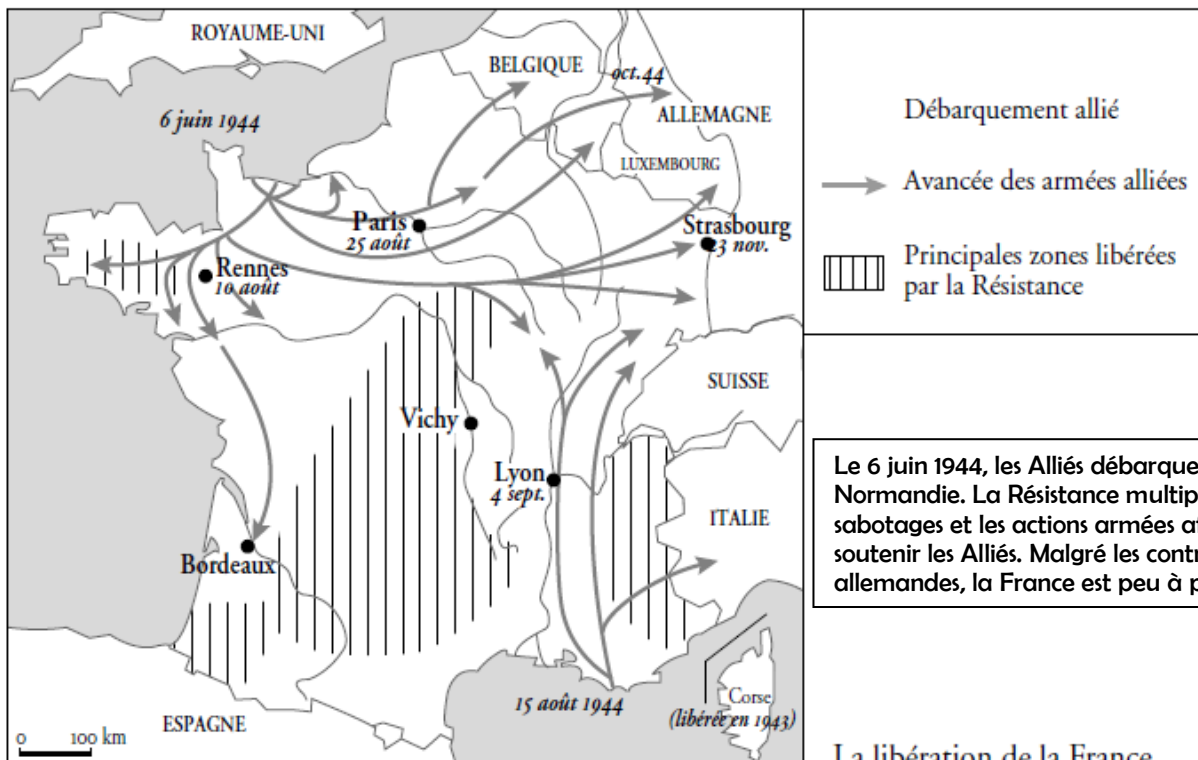 ROYAUME-UNI
BELGIQUE
oct.44
ALLEMAGNE
6 juin 1944
LUXEMBOURG
Paris
25 août
Strasbourg
23 nov.
Rennes
10 août
SUISSE
Vichy
Lyon
4 sept.
ITALIE
Bordeaux
15 août 1944
Corse
(libérée en 1943)
ESPAGNE
0 100 km
Débarquement allié
Avancée des armées alliées
Principales zones libérées
par la Résistance
Le 6 juin 1944, les Alliés débarque
Normandie. La Résistance multip
sabotages et les actions armées af
soutenir les Alliés. Malgré les contr
allemandes, la France est peu à p
La libération de la France